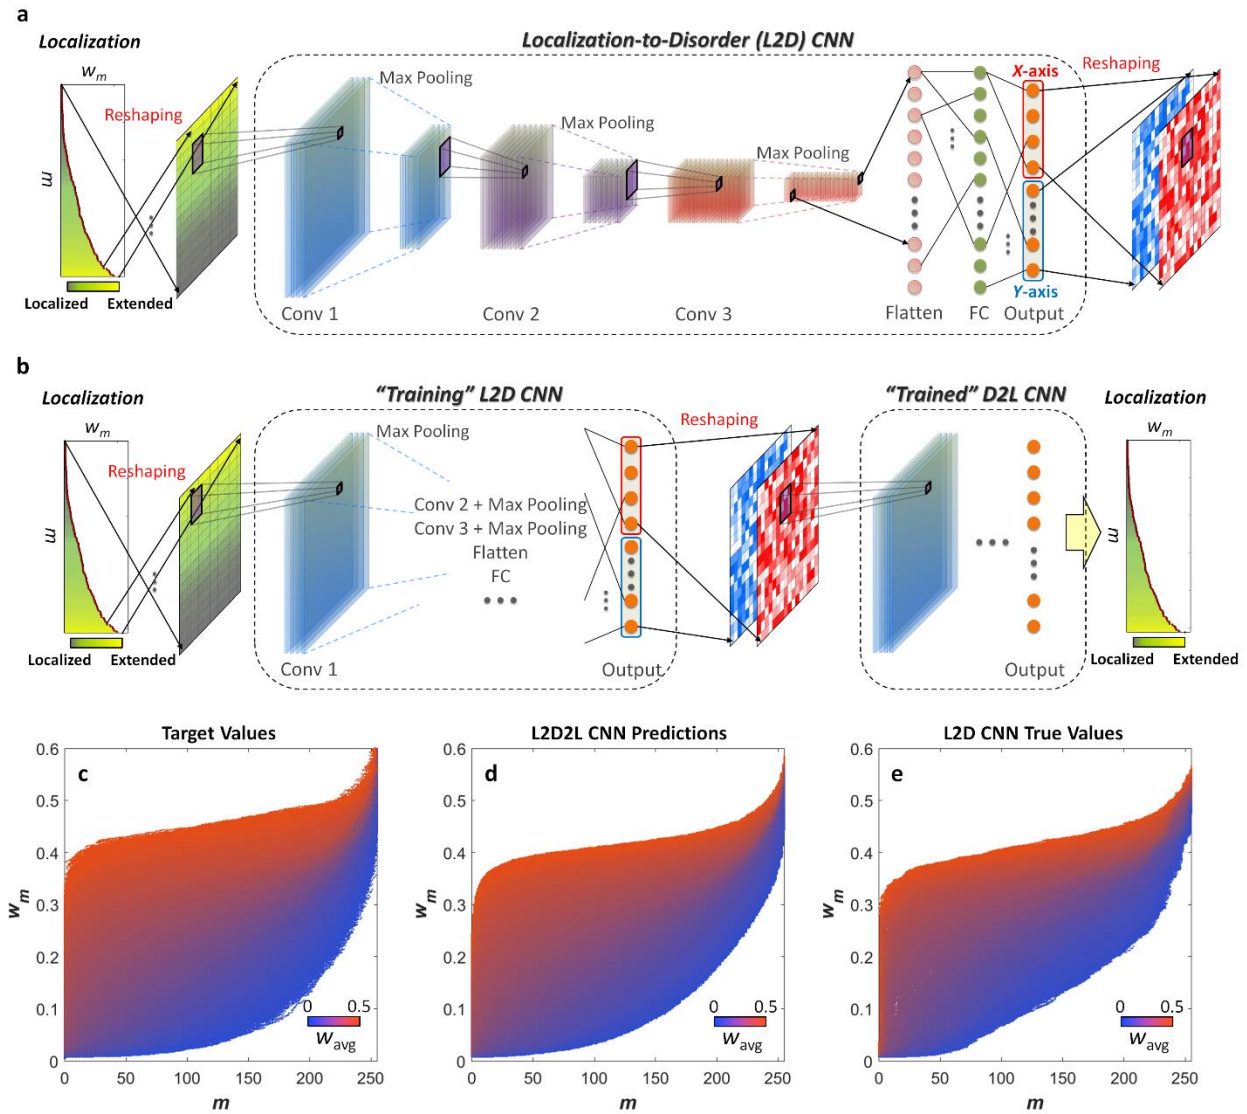 a
Localization
Localization-to-Disorder (L2D) CNN
w_m
m
Reshaping
Localized Extended
Max Pooling
Max Pooling
Max Pooling
X-axis
Reshaping
Y-axis
Conv 1
Conv 2
Conv 3
Flatten
FC
Output
b
Localization
"Training" L2D CNN
"Trained" D2L CNN
Localization
w_m
m
Reshaping
Localized Extended
Max Pooling
Conv 2 + Max Pooling
Conv 3 + Max Pooling
Flatten
FC
Conv 1
Output
Reshaping
Output
w_m
m
Localized Extended
Target Values
c
w_m
0.6
0.5
0.4
0.3
0.2
0.1
0
0 50 100 150 200 250
m
0 0.5
w_avg
L2D2L CNN Predictions
d
0.6
0.5
0.4
0.3
0.2
0.1
0
w_m
0 50 100 150 200 250
m
0 0.5
w_avg
L2D CNN True Values
e
0.6
0.5
0.4
0.3
0.2
0.1
0
w_m
0 50 100 150 200 250
m
0 0.5
w_avg